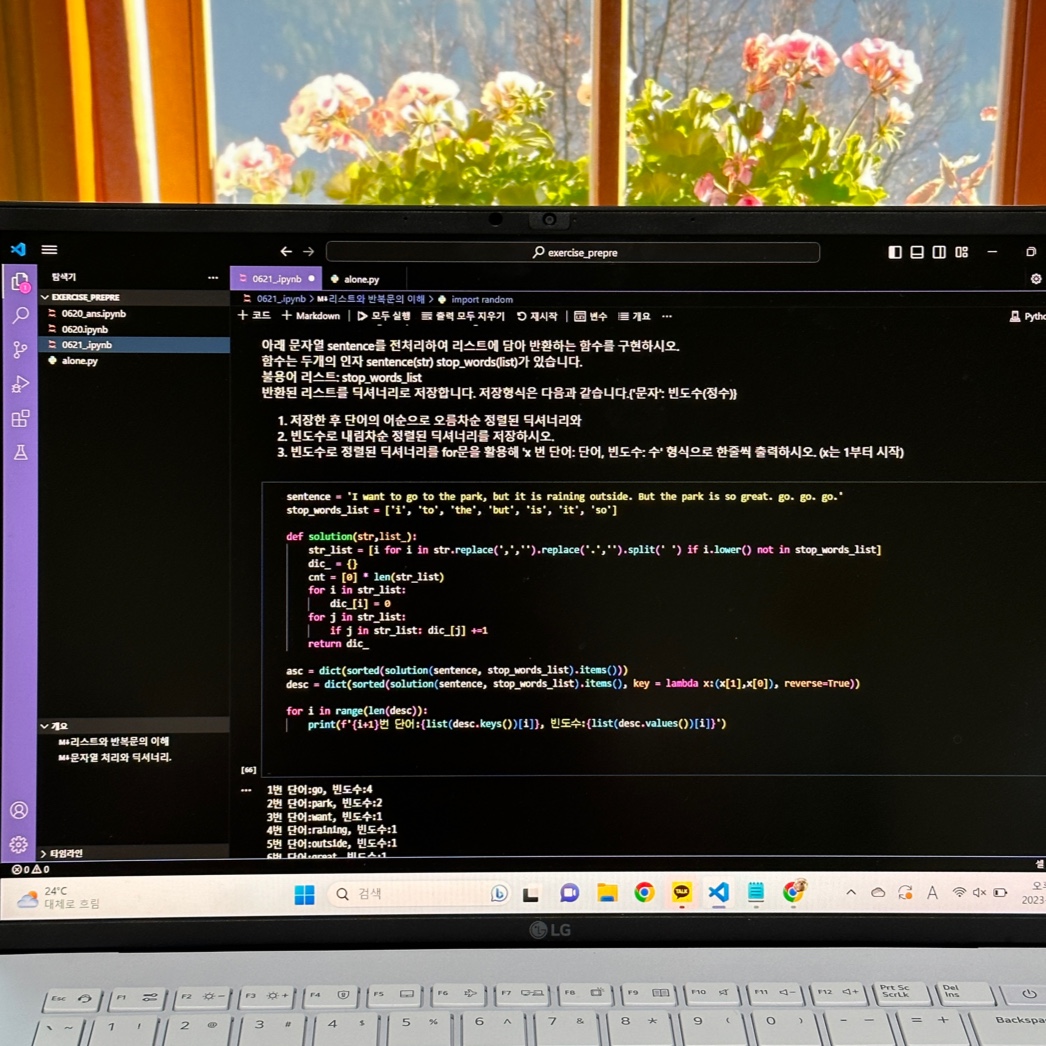 exercise_prepre
탐색기
EXERCISE_PREPRE
0620_ans.ipynb
0620.ipynb
0621_.ipynb
alone.py
0621_.ipynb
alone.py
0621_.ipynb > M↓리스트와 반복문의 이해 > import random
+ 코드 + Markdown 모두 실행 출력 모두 지우기 재시작 변수 개요 ...
아래 문자열 sentence를 전처리하여 리스트에 담아 반환하는 함수를 구현하시오.
함수는 두개의 인자 sentence(str) stop_words(list)가 있습니다.
불용어 리스트: stop_words_list
반환된 리스트를 딕셔너리로 저장합니다. 저장형식은 다음과 같습니다.{'문자': 빈도수(정수)}
1. 저장한 후 단어의 어순으로 오름차순 정렬된 딕셔너리와
2. 빈도수로 내림차순 정렬된 딕셔너리를 저장하시오.
3. 빈도수로 정렬된 딕셔너리를 for문을 활용해 'x 번 단어: 단어, 빈도수: 수' 형식으로 한줄씩 출력하시오. (x는 1부터 시작)
sentence = 'I want to go to the park, but it is raining outside. But the park is so great. go. go. go.'
stop_words_list = ['i', 'to', 'the', 'but', 'is', 'it', 'so']
def solution(str,list_):
str_list = [i for i in str.replace(',','').replace('.','').split(' ') if i.lower() not in stop_words_list]
dic_ = {}
cnt = [0] * len(str_list)
for i in str_list:
dic_[i] = 0
for j in str_list:
if j in str_list: dic_[j] +=1
return dic_
asc = dict(sorted(solution(sentence, stop_words_list).items()))
desc = dict(sorted(solution(sentence, stop_words_list).items(), key = lambda x:(x[1],x[0]), reverse=True))
for i in range(len(desc)):
print(f'{i+1}번 단어:{list(desc.keys())[i]}, 빈도수:{list(desc.values())[i]}')
[66]
1번 단어:go, 빈도수:4
2번 단어:park, 빈도수:2
3번 단어:want, 빈도수:1
4번 단어:raining, 빈도수:1
5번 단어:outside, 빈도수:1
6번 단어:great, 빈도수:1
개요
M↓리스트와 반복문의 이해
M↓문자열 처리와 딕셔너리.
타임라인
0 0
셀
24°C
대체로 흐림
검색
TALK
A
2023
LG
Esc F1 F2 F3 F4 F5 F6 F7 F8 F9 F10 F11 F12 Prt Sc ScrLk Del Ins
` ~ 1 ! 2 @ 3 # 4 $ 5 % 6 ^ 7 & 8 * 9 ( 0 ) - = + Backspa